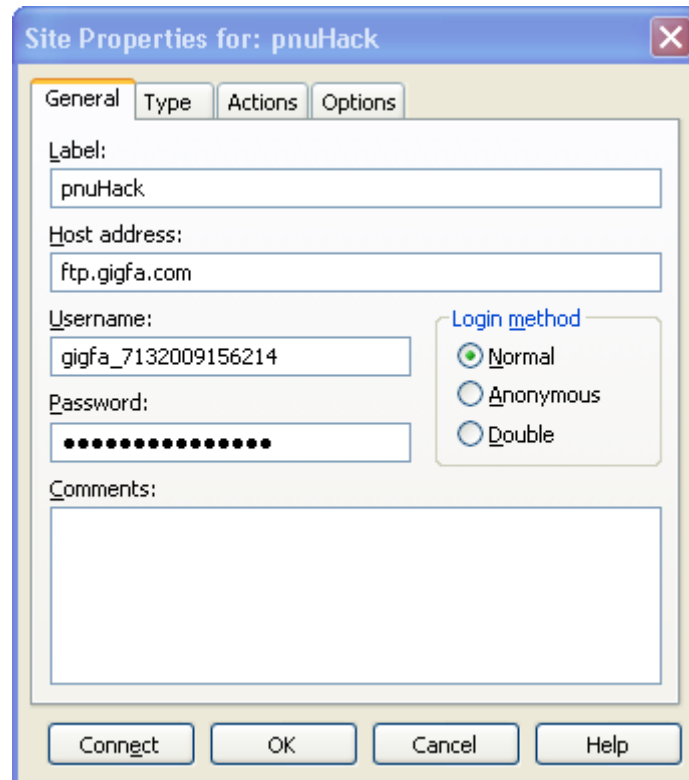 Site Properties for: pnuHack
General Type Actions Options
Label:
pnuHack
Host address:
ftp.gigfa.com
Username:
gigfa_7132009156214
Login method
Normal
Anonymous
Double
Password:
●●●●●●●●●●●●●●●●
Comments:
Connect OK Cancel Help